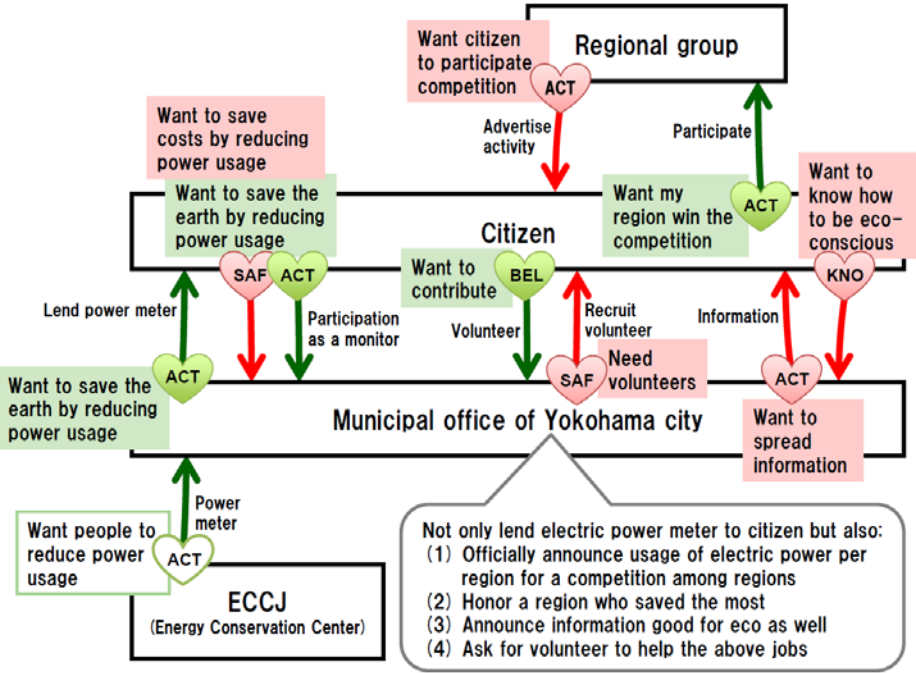 Want citizen
to participate
competition
Regional group
ACT
Advertise
activity
Participate
Want to save
costs by reducing
power usage
Want to save the
earth by reducing
power usage
Want my
region win the
competition
ACT
Want to
know how
to be eco-
conscious
Citizen
SAF
ACT
Want to
contribute
BEL
KNO
Lend power meter
Participation
as a monitor
Volunteer
Recruit
volunteer
Information
Want to save the
earth by reducing
power usage
ACT
SAF
Need
volunteers
ACT
Want to
spread
information
Municipal office of Yokohama city
Power
meter
Want people to
reduce power
usage
ACT
ECCJ
(Energy Conservation Center)
Not only lend electric power meter to citizen but also:
(1) Officially announce usage of electric power per
region for a competition among regions
(2) Honor a region who saved the most
(3) Announce information good for eco as well
(4) Ask for volunteer to help the above jobs